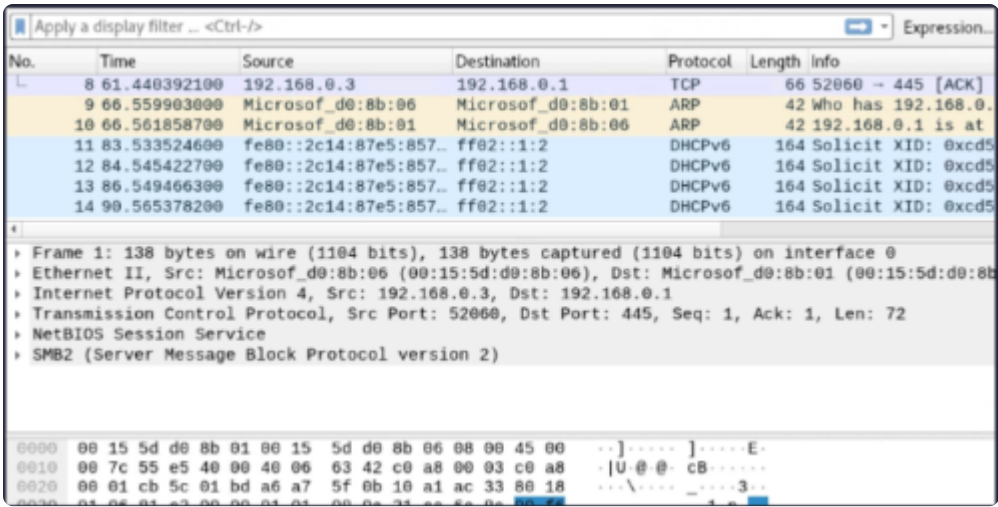 Apply a display filter ... <Ctrl-/> Expression...
No. Time Source Destination Protocol Length Info
8 61.440392100 192.168.0.3 192.168.0.1 TCP 66 52060 → 445 [ACK]
9 66.559903000 Microsof_d0:8b:06 Microsof_d0:8b:01 ARP 42 Who has 192.168.0.
10 66.561858700 Microsof_d0:8b:01 Microsof_d0:8b:06 ARP 42 192.168.0.1 is at
11 83.533524600 fe80::2c14:87e5:857… ff02::1:2 DHCPv6 164 Solicit XID: 0xcd5
12 84.545422700 fe80::2c14:87e5:857… ff02::1:2 DHCPv6 164 Solicit XID: 0xcd5
13 86.549466300 fe80::2c14:87e5:857… ff02::1:2 DHCPv6 164 Solicit XID: 0xcd5
14 90.565378200 fe80::2c14:87e5:857… ff02::1:2 DHCPv6 164 Solicit XID: 0xcd5
Frame 1: 138 bytes on wire (1104 bits), 138 bytes captured (1104 bits) on interface 0
Ethernet II, Src: Microsof_d0:8b:06 (00:15:5d:d0:8b:06), Dst: Microsof_d0:8b:01 (00:15:5d:d0:8b
Internet Protocol Version 4, Src: 192.168.0.3, Dst: 192.168.0.1
Transmission Control Protocol, Src Port: 52060, Dst Port: 445, Seq: 1, Ack: 1, Len: 72
NetBIOS Session Service
SMB2 (Server Message Block Protocol version 2)
0000 00 15 5d d0 8b 01 00 15 5d d0 8b 06 08 00 45 00 ··]····· ]·····E·
0010 00 7c 55 e5 40 00 40 06 63 42 c0 a8 00 03 c0 a8 ·|U·@·@· cB······
0020 00 01 cb 5c 01 bd a6 a7 5f 0b 10 a1 ac 33 80 18 ···\···· _····3··